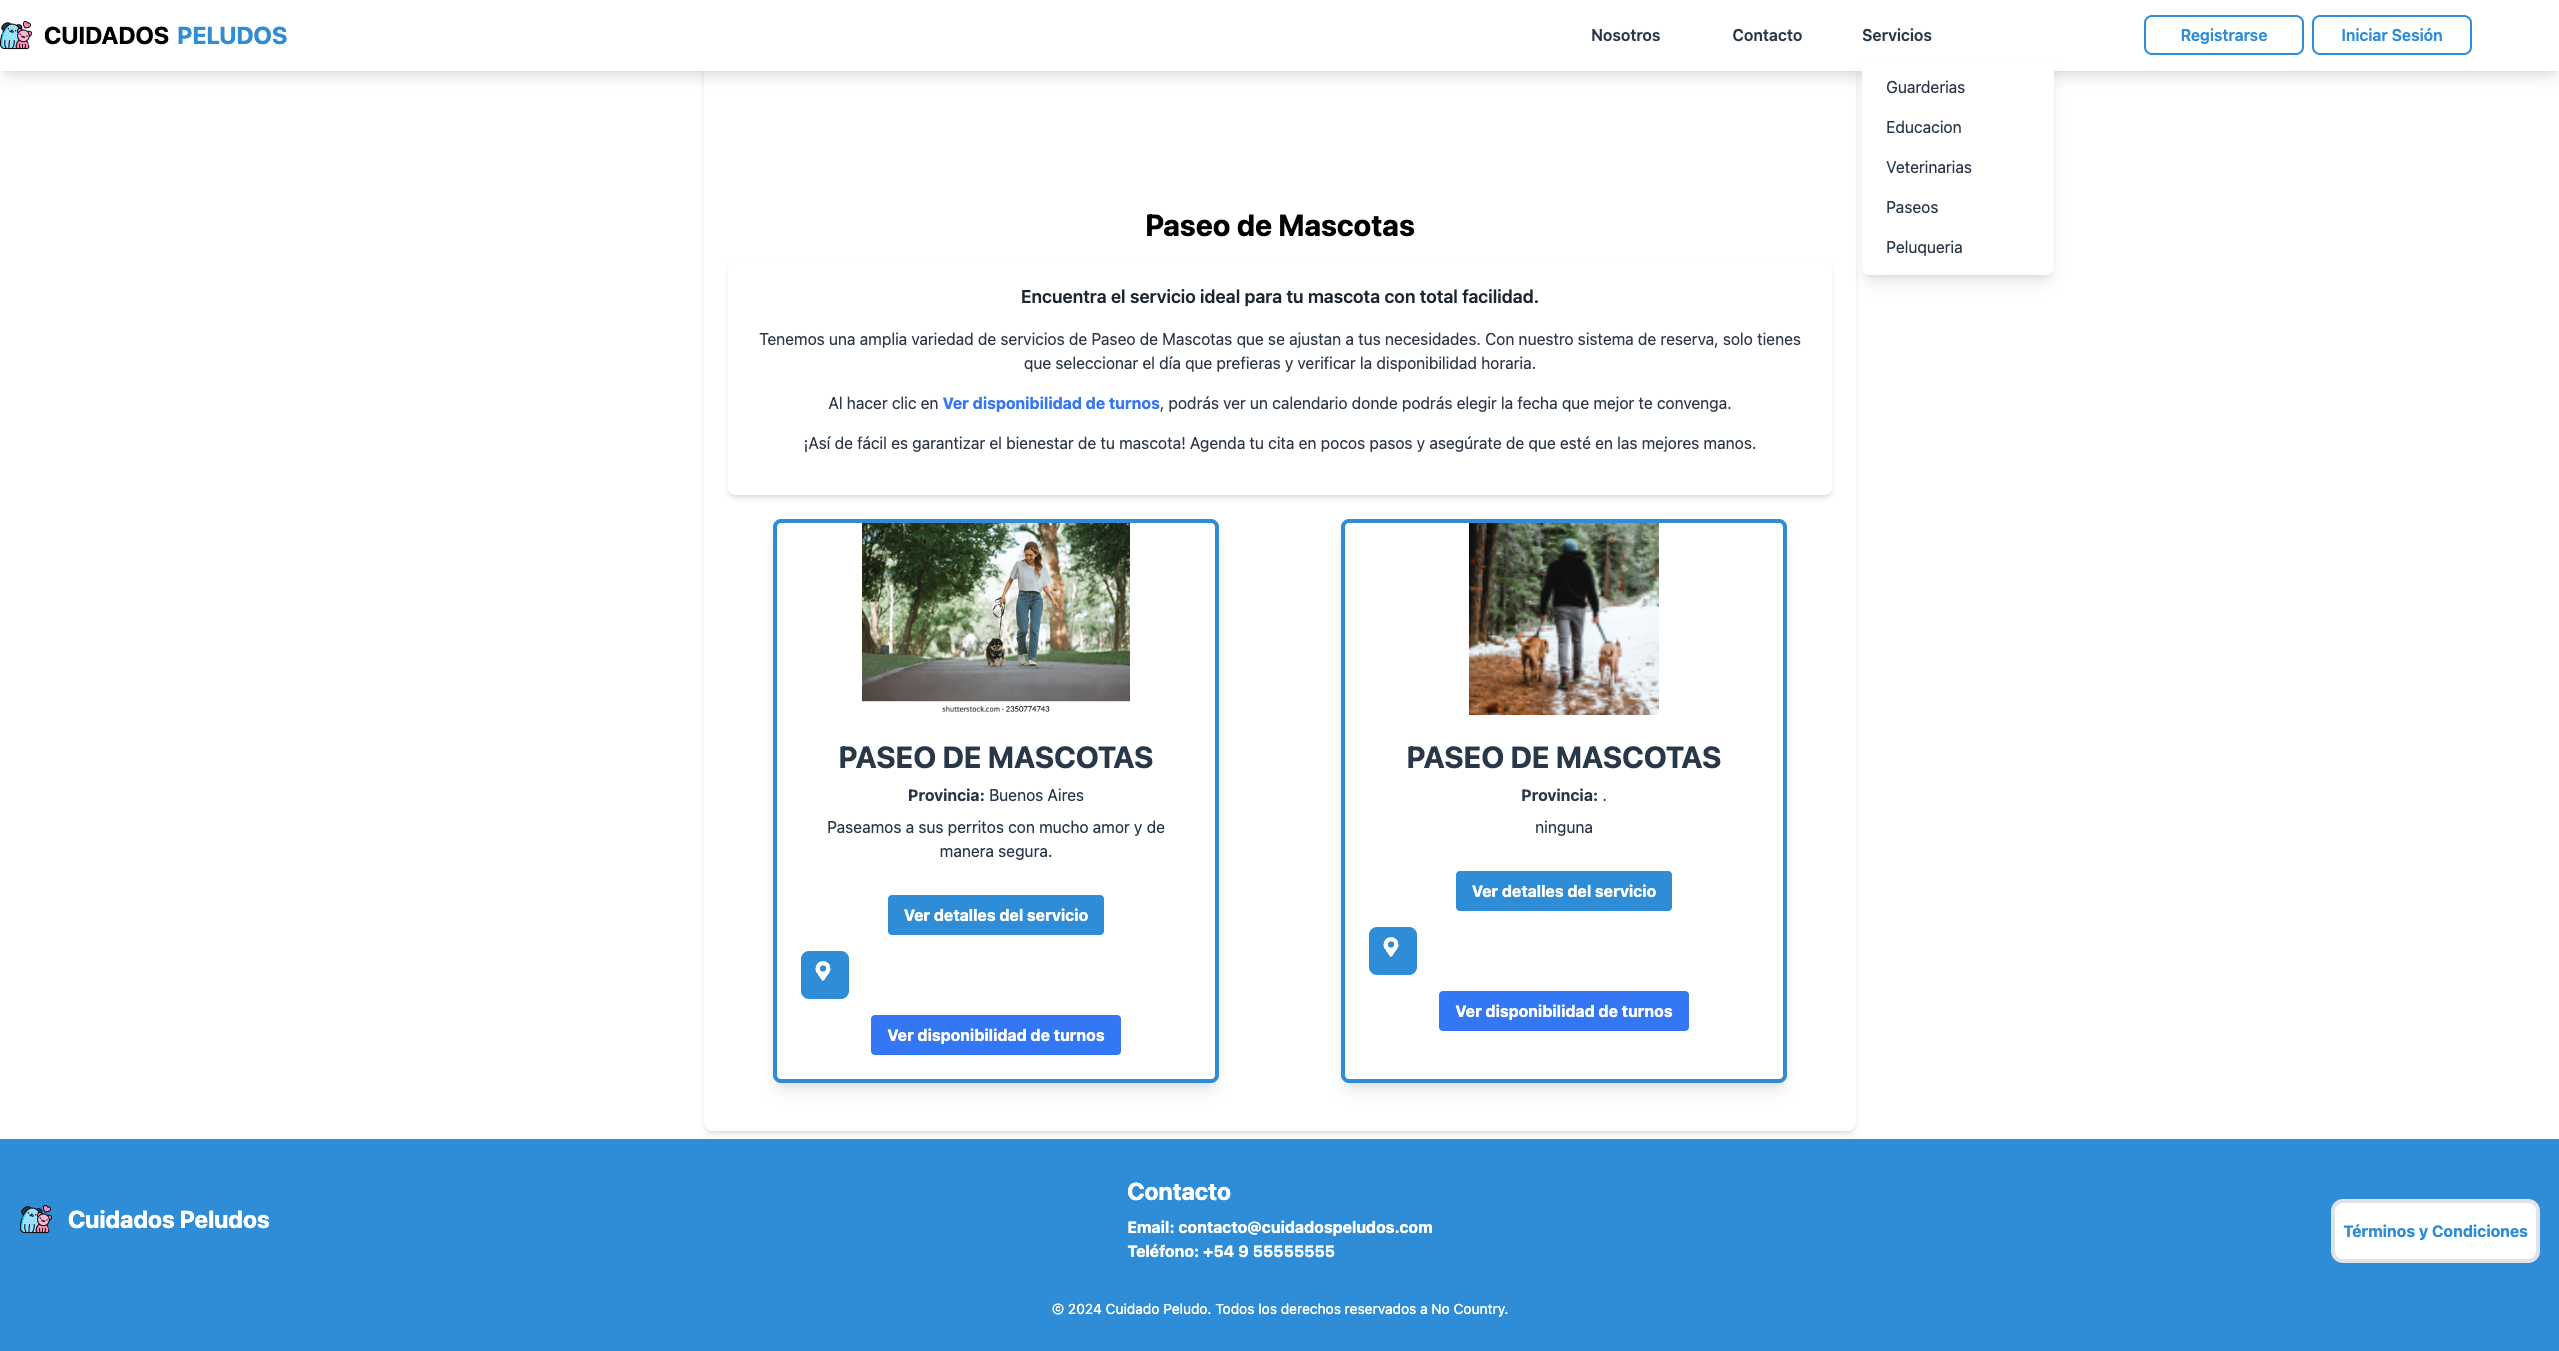 CUIDADOS PELUDOS
Nosotros
Contacto
Servicios
Registrarse
Iniciar Sesión
Guarderias
Educacion
Veterinarias
Paseos
Peluqueria
Paseo de Mascotas
Encuentra el servicio ideal para tu mascota con total facilidad.
Tenemos una amplia variedad de servicios de Paseo de Mascotas que se ajustan a tus necesidades. Con nuestro sistema de reserva, solo tienes
que seleccionar el día que prefieras y verificar la disponibilidad horaria.
Al hacer clic en Ver disponibilidad de turnos, podrás ver un calendario donde podrás elegir la fecha que mejor te convenga.
¡Así de fácil es garantizar el bienestar de tu mascota! Agenda tu cita en pocos pasos y asegúrate de que esté en las mejores manos.
shutterstock.com · 2350774743
PASEO DE MASCOTAS
Provincia: Buenos Aires
Paseamos a sus perritos con mucho amor y de
manera segura.
Ver detalles del servicio
Ver disponibilidad de turnos
PASEO DE MASCOTAS
Provincia: .
ninguna
Ver detalles del servicio
Ver disponibilidad de turnos
Cuidados Peludos
Contacto
Email: contacto@cuidadospeludos.com
Teléfono: +54 9 55555555
Términos y Condiciones
© 2024 Cuidado Peludo. Todos los derechos reservados a No Country.